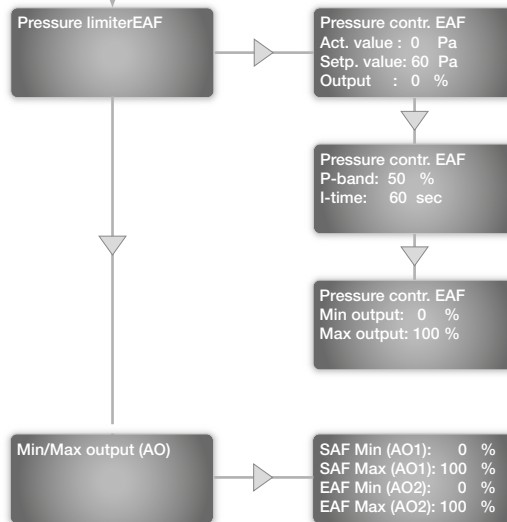 Pressure limiterEAF
Pressure contr. EAF
Act. value : 0 Pa
Setp. value: 60 Pa
Output : 0 %
Pressure contr. EAF
P-band: 50 %
I-time: 60 sec
Pressure contr. EAF
Min output: 0 %
Max output: 100 %
Min/Max output (AO)
SAF Min (AO1): 0 %
SAF Max (AO1): 100 %
EAF Min (AO2): 0 %
EAF Max (AO2): 100 %